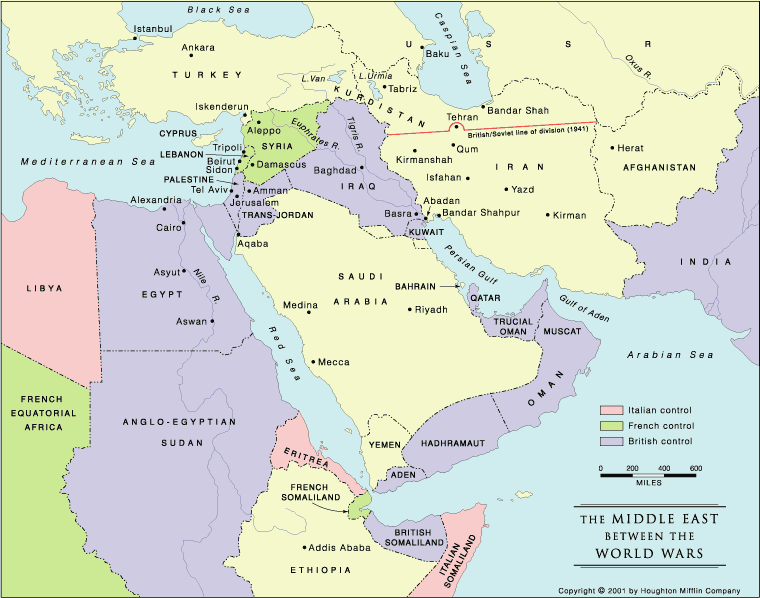 Black Sea
Istanbul
Ankara
TURKEY
U S S R
Caspian Sea
Baku
Oxus R.
L. Van
L. Urmia
Tabriz
KURDISTAN
Iskenderun
Aleppo
CYPRUS
SYRIA
Euphrates R.
Tigris R.
Tehran
Bandar Shah
British/Soviet line of division (1941)
Mediterranean Sea
Tripoli
LEBANON
Beirut
Sidon
Damascus
Kirmanshah
Qum
IRAN
Herat
AFGHANISTAN
PALESTINE
Tel Aviv
Amman
Jerusalem
Baghdad
IRAQ
Isfahan
Yazd
Alexandria
TRANS-JORDAN
Basra
Abadan
Bandar Shahpur
Kirman
Cairo
Aqaba
KUWAIT
Persian Gulf
INDIA
LIBYA
Asyut
EGYPT
Nile R.
SAUDI
ARABIA
BAHRAIN
QATAR
Gulf of Aden
Medina
Riyadh
Aswan
Red Sea
TRUCIAL
OMAN
MUSCAT
Arabian Sea
Mecca
OMAN
FRENCH
EQUATORIAL
AFRICA
ANGLO-EGYPTIAN
SUDAN
YEMEN
HADHRAMAUT
ADEN
ERITREA
FRENCH
SOMALILAND
BRITISH
SOMALILAND
ITALIAN
SOMALILAND
Addis Ababa
ETHIOPIA
Italian control
French control
British control
0 200 400 600
MILES
THE MIDDLE EAST
BETWEEN THE
WORLD WARS
Copyright © 2001 by Houghton Mifflin Company